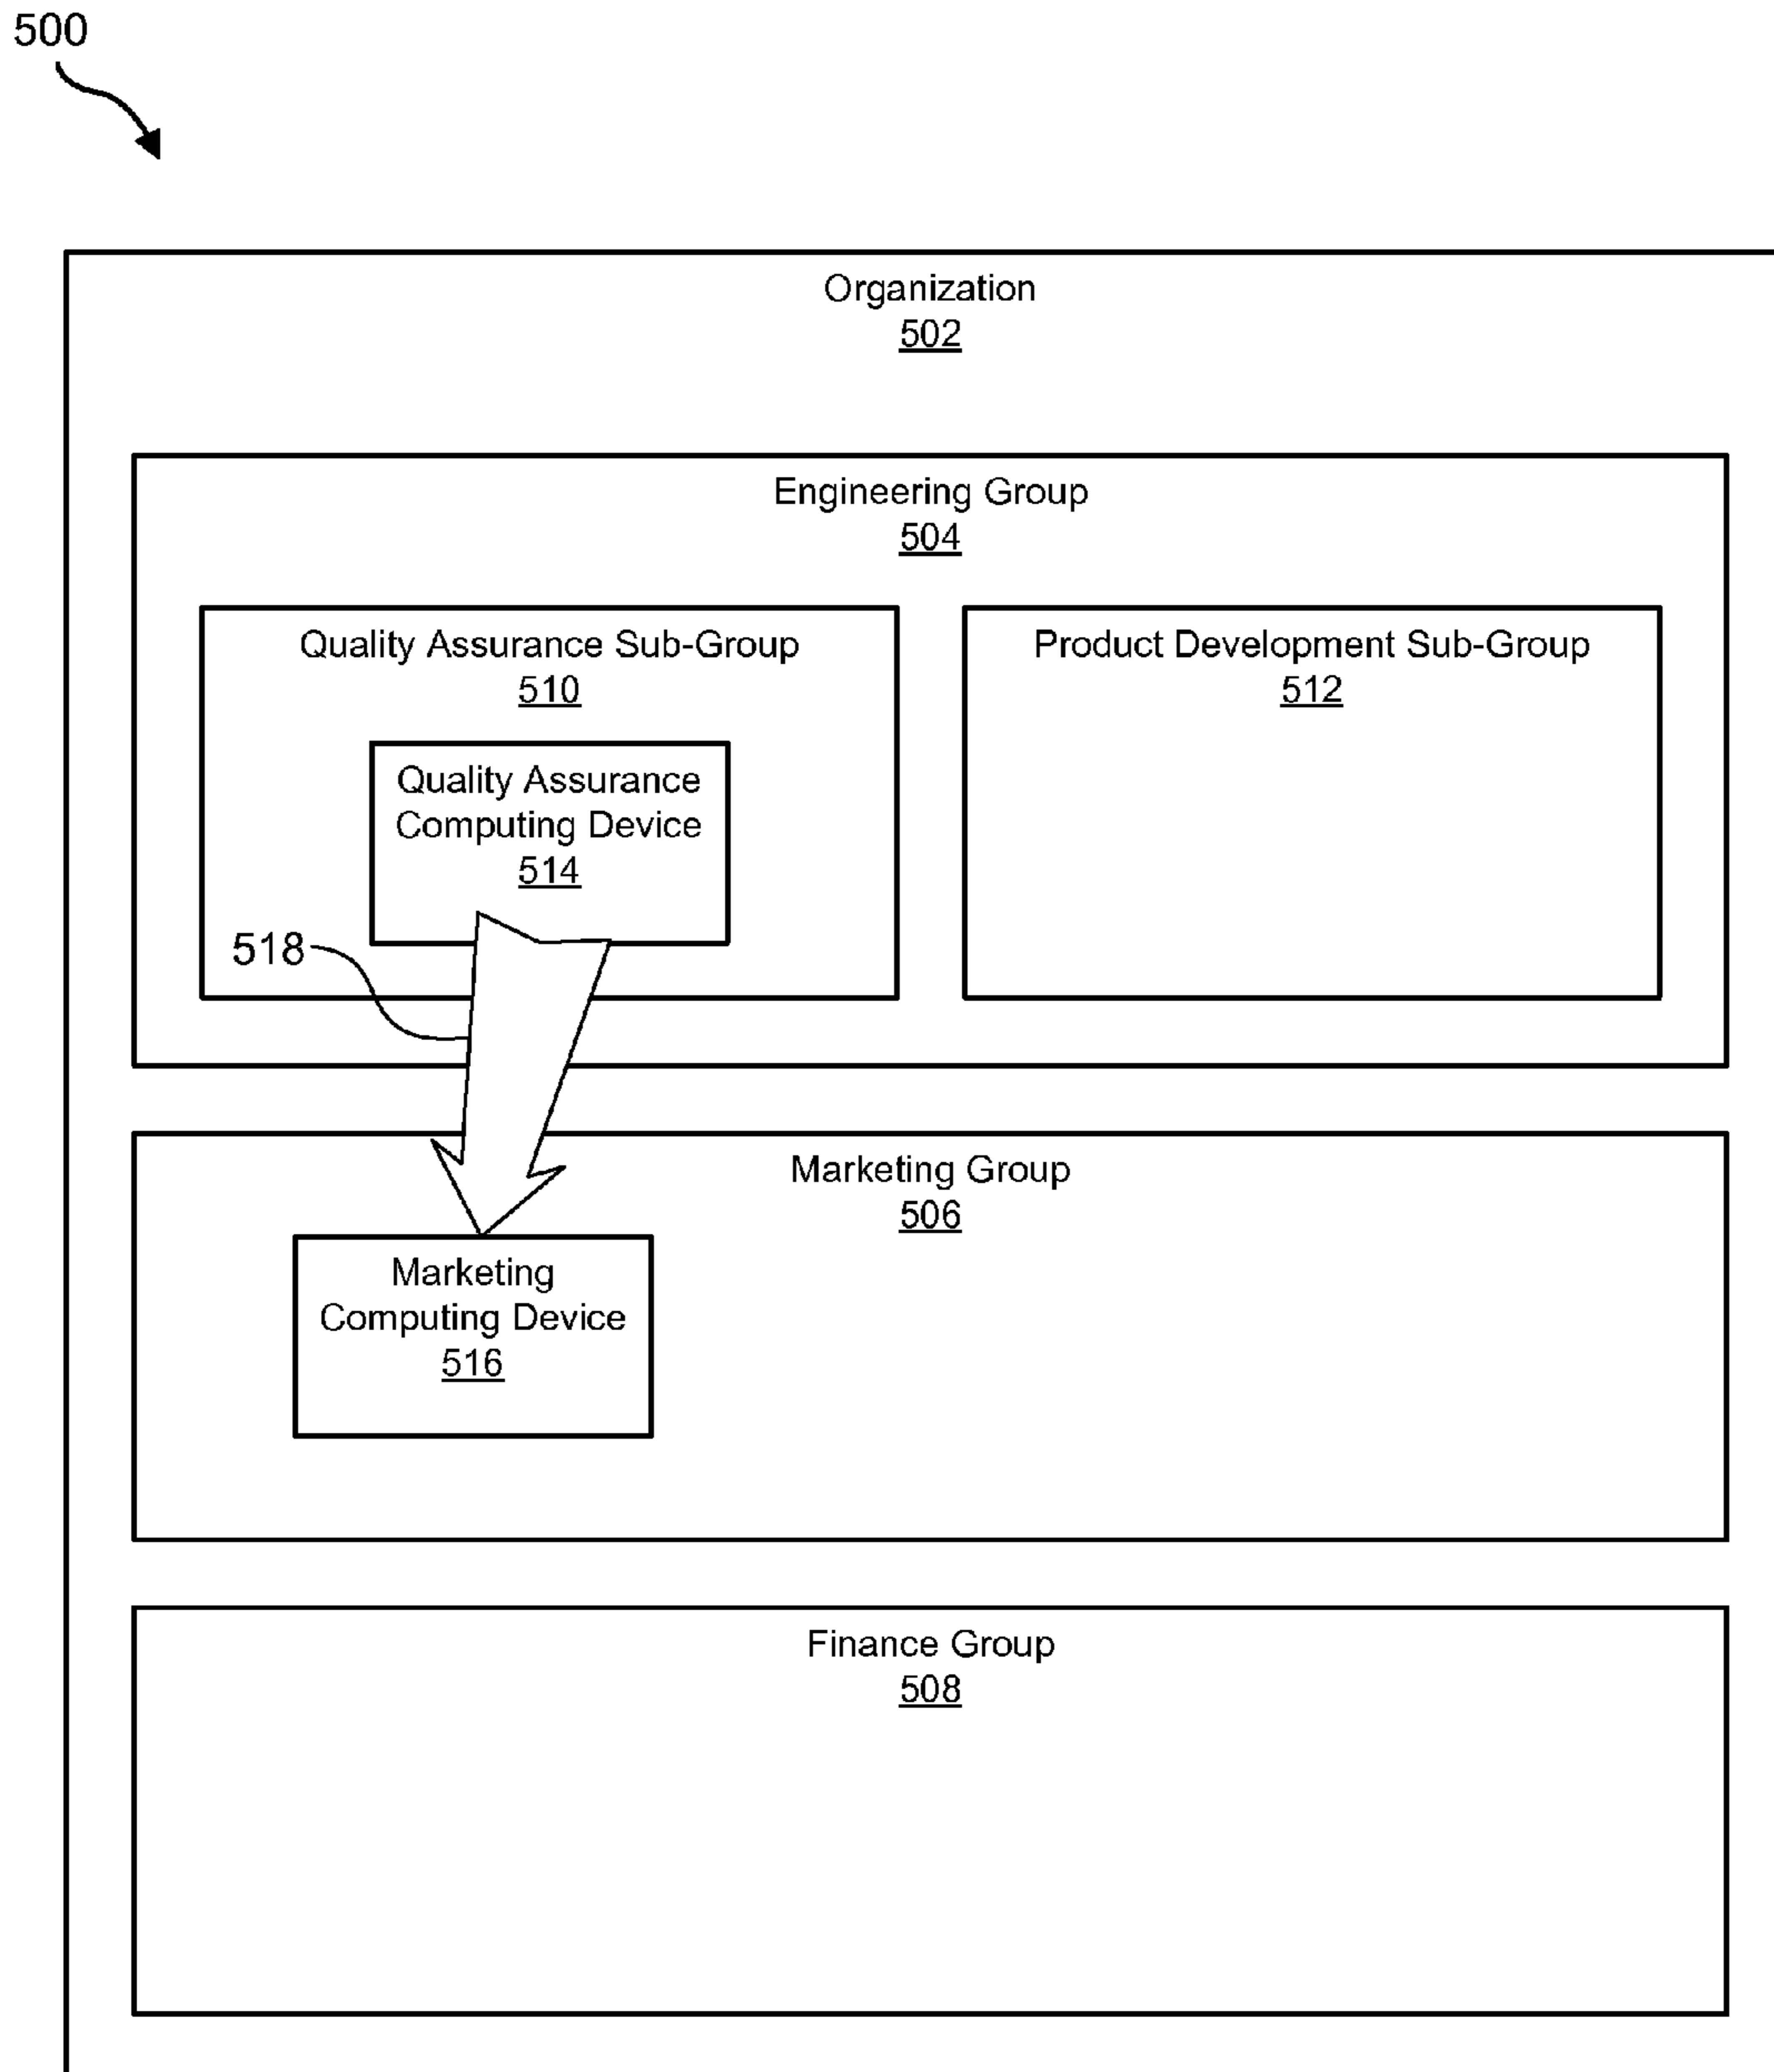 500
Organization
502
Engineering Group
504
Quality Assurance Sub-Group
510
Product Development Sub-Group
512
Quality Assurance
Computing Device
514
518
Marketing Group
506
Marketing
Computing Device
516
Finance Group
508